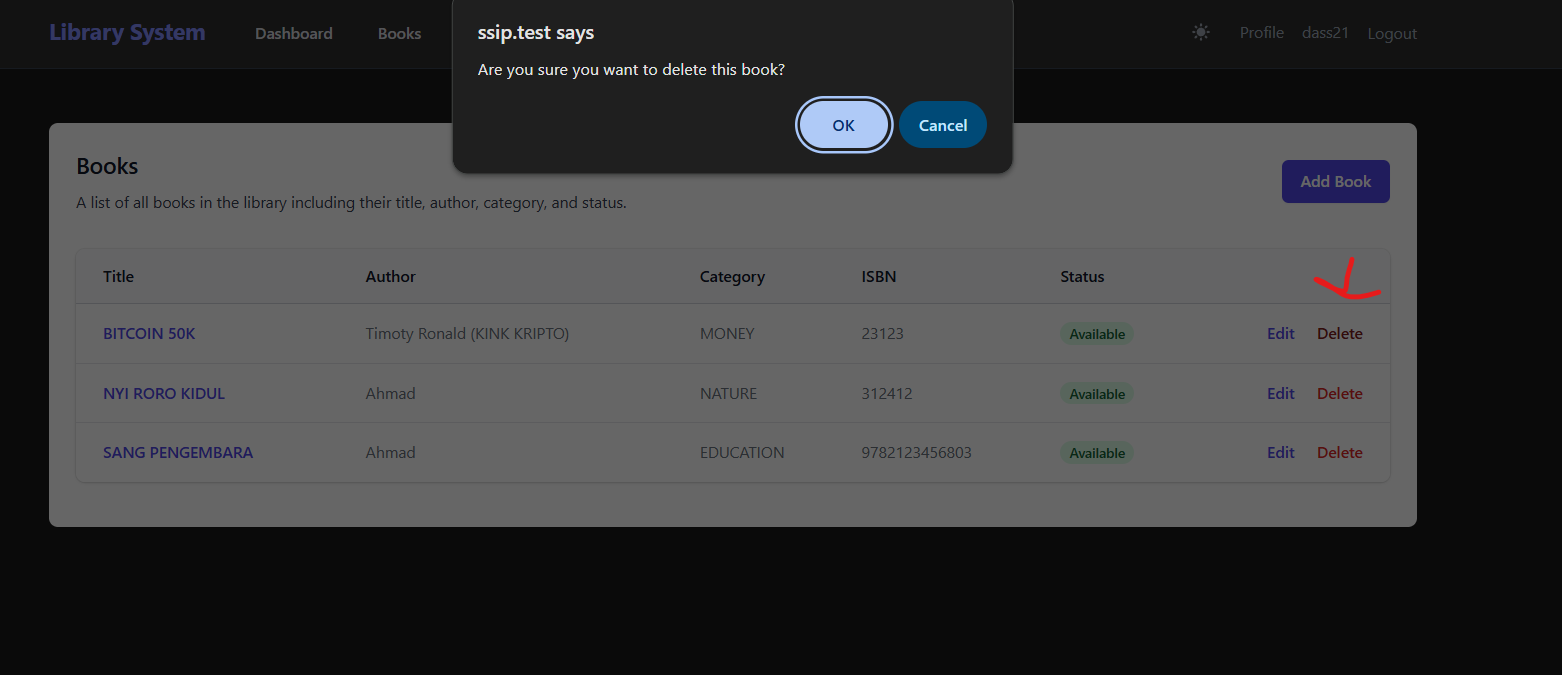 Library System Dashboard Books Profile dass21 Logout
ssip.test says
Are you sure you want to delete this book?
OK Cancel
Books
A list of all books in the library including their title, author, category, and status.
Add Book
Title Author Category ISBN Status
BITCOIN 50K Timoty Ronald (KINK KRIPTO) MONEY 23123 Available Edit Delete
NYI RORO KIDUL Ahmad NATURE 312412 Available Edit Delete
SANG PENGEMBARA Ahmad EDUCATION 9782123456803 Available Edit Delete